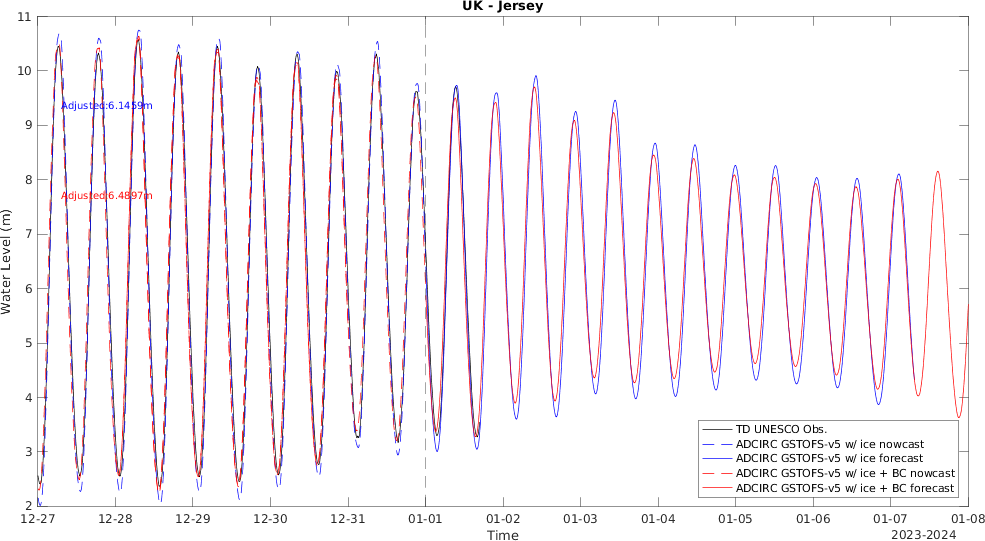 UK - Jersey
11
10
9
8
7
6
5
4
3
2
Water Level (m)
Adjusted:6.1459m
Adjusted:6.4897m
TD UNESCO Obs.
ADCIRC GSTOFS-v5 w/ ice nowcast
ADCIRC GSTOFS-v5 w/ ice forecast
ADCIRC GSTOFS-v5 w/ ice + BC nowcast
ADCIRC GSTOFS-v5 w/ ice + BC forecast
12-27 12-28 12-29 12-30 12-31 01-01 01-02 01-03 01-04 01-05 01-06 01-07 01-08
Time
2023-2024